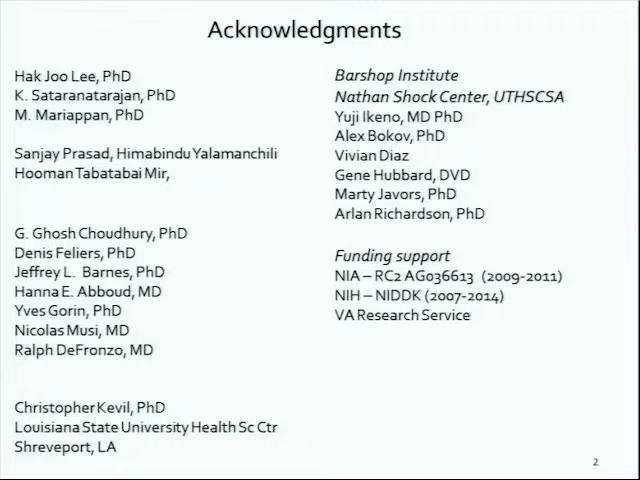 Acknowledgments
Hak Joo Lee, PhD
K. Sataranatarajan, PhD
M. Mariappan, PhD
Sanjay Prasad, Himabindu Yalamanchili
Hooman Tabatabai Mir,
G. Ghosh Choudhury, PhD
Denis Feliers, PhD
Jeffrey L. Barnes, PhD
Hanna E. Abboud, MD
Yves Gorin, PhD
Nicolas Musi, MD
Ralph DeFronzo, MD
Christopher Kevil, PhD
Louisiana State University Health Sc Ctr
Shreveport, LA
Barshop Institute
Nathan Shock Center, UTHSCSA
Yuji Ikeno, MD PhD
Alex Bokov, PhD
Vivian Diaz
Gene Hubbard, DVD
Marty Javors, PhD
Arlan Richardson, PhD
Funding support
NIA – RC2 AG036613 (2009-2011)
NIH – NIDDK (2007-2014)
VA Research Service
2